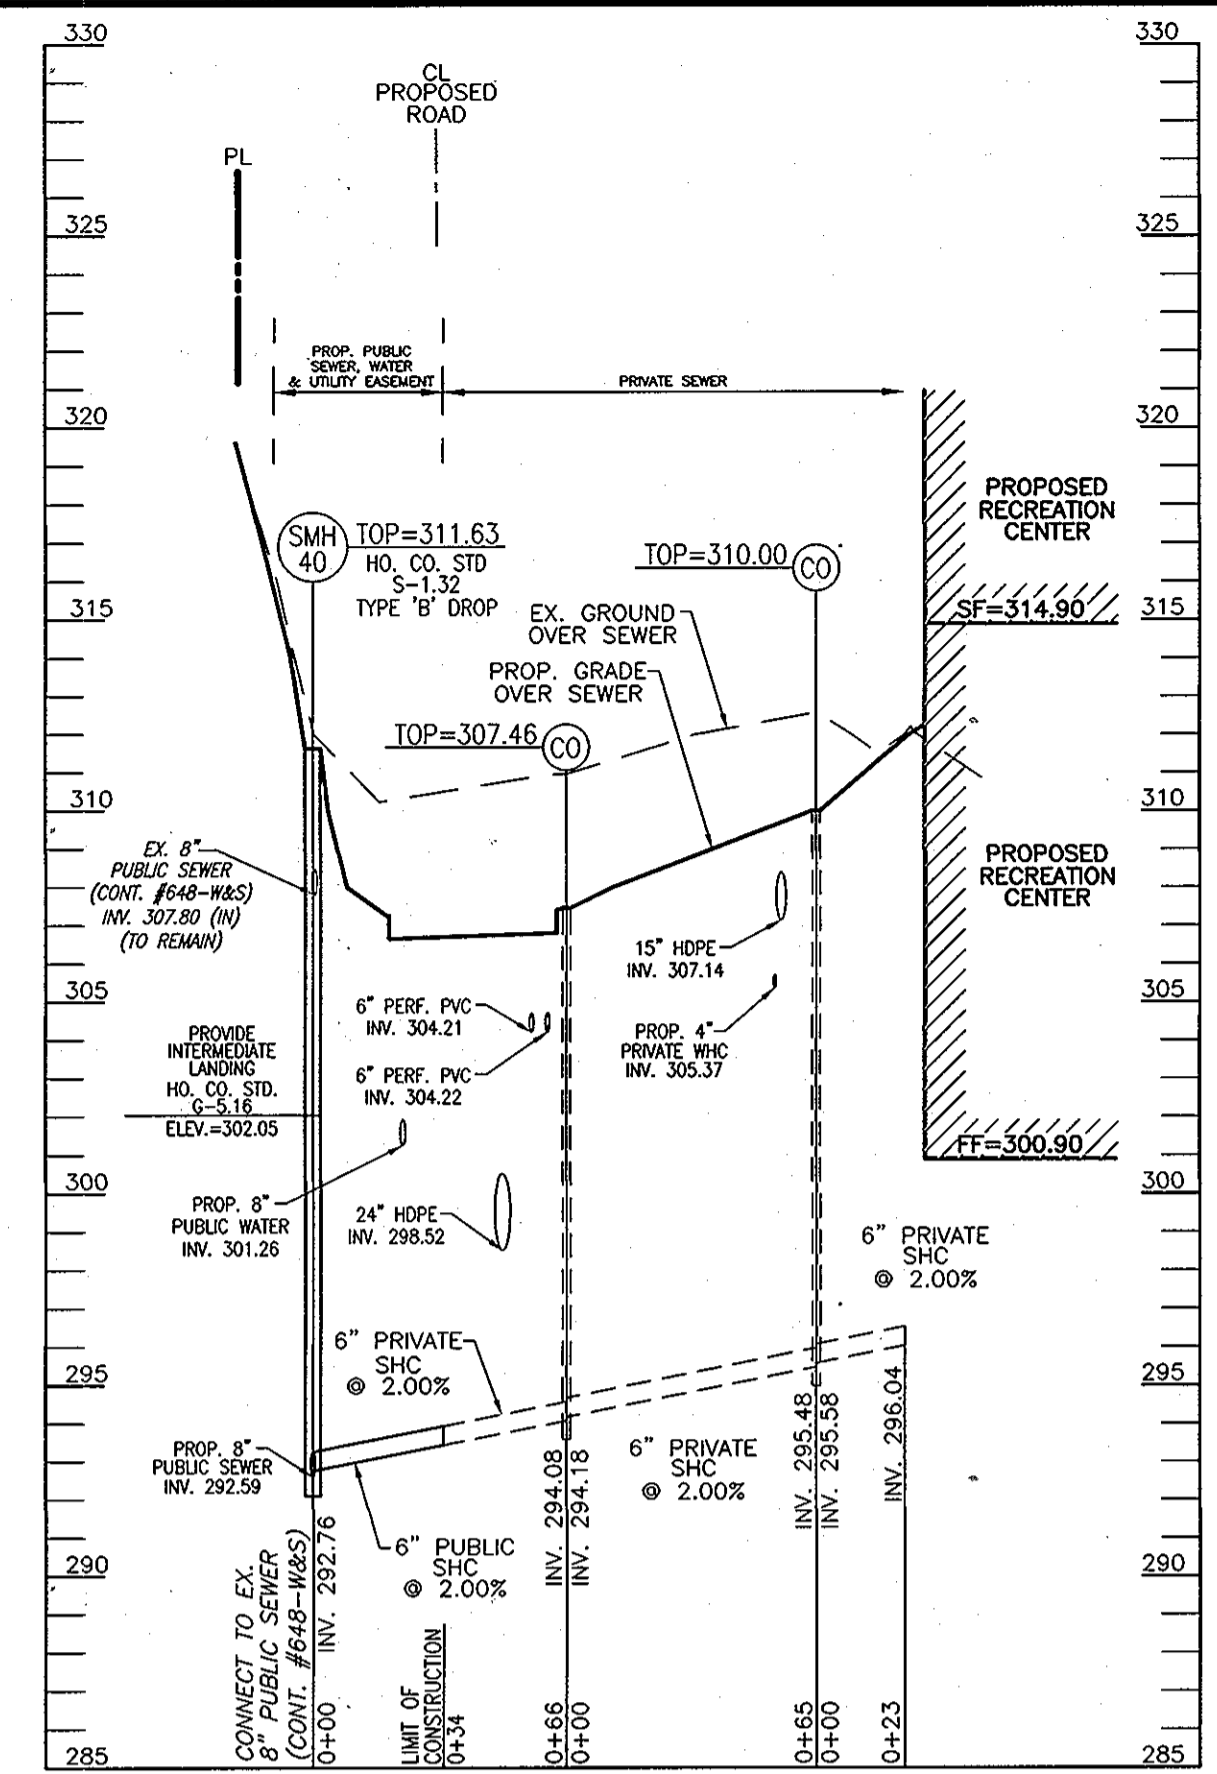 330
330
CL
PROPOSED
ROAD
PL
325
325
PROP. PUBLIC
SEWER, WATER
& UTILITY EASEMENT
PRIVATE SEWER
320
320
PROPOSED
RECREATION
CENTER
SMH
40
TOP=311.63
HO. CO. STD
S-1.32
TYPE 'B' DROP
TOP=310.00
CO
EX. GROUND
OVER SEWER
315
SF=314.90
315
PROP. GRADE
OVER SEWER
TOP=307.46
CO
310
310
EX. 8"
PUBLIC SEWER
(CONT. #648-W&S)
INV. 307.80 (IN)
(TO REMAIN)
PROPOSED
RECREATION
CENTER
15" HDPE
INV. 307.14
305
305
6" PERF. PVC
INV. 304.21
PROP. 4"
PRIVATE WHC
INV. 305.37
PROVIDE
INTERMEDIATE
LANDING
HO. CO. STD.
G-5.16
ELEV.=302.05
6" PERF. PVC
INV. 304.22
FF=300.90
300
300
PROP. 8"
PUBLIC WATER
INV. 301.26
24" HDPE
INV. 298.52
6" PRIVATE
SHC
@ 2.00%
6" PRIVATE
SHC
@ 2.00%
295
295
PROP. 8"
PUBLIC SEWER
INV. 292.59
6" PRIVATE
SHC
@ 2.00%
INV. 295.48
INV. 295.58
INV. 296.04
INV. 294.08
INV. 294.18
6" PUBLIC
SHC
@ 2.00%
290
290
CONNECT TO EX.
8" PUBLIC SEWER
(CONT. #648-W&S)
INV. 292.76
0+00
LIMIT OF
CONSTRUCTION
0+34
0+66
0+00
0+65
0+00
0+23
285
285